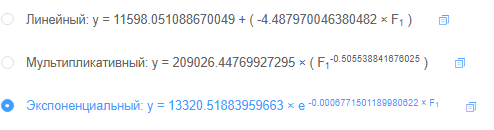 Линейный: y = 11598.051088670049 + ( -4.487970046380482 × F₁ )
Мультипликативный: y = 209026.44769927295 × ( F₁^-0.505538841676025 )
Экспоненциальный: y = 13320.51883959663 × e^-0.0006771501189980622 × F₁